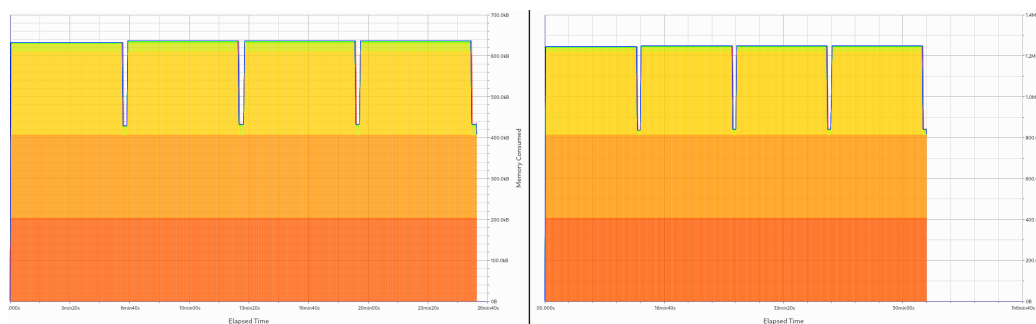 700.0kB
600.0kB
500.0kB
400.0kB
300.0kB
200.0kB
100.0kB
0B
Memory Consumed
.000s 3min20s 6min40s 10min00s 13min20s 16min40s 20min00s 23min20s 26min40s
Elapsed Time
1.4M
1.2M
1.0M
800.0
600.0
400.0
200.0
0B
00.000s 16min40s 33min20s 50min00s 1h6min40s
Elapsed Time